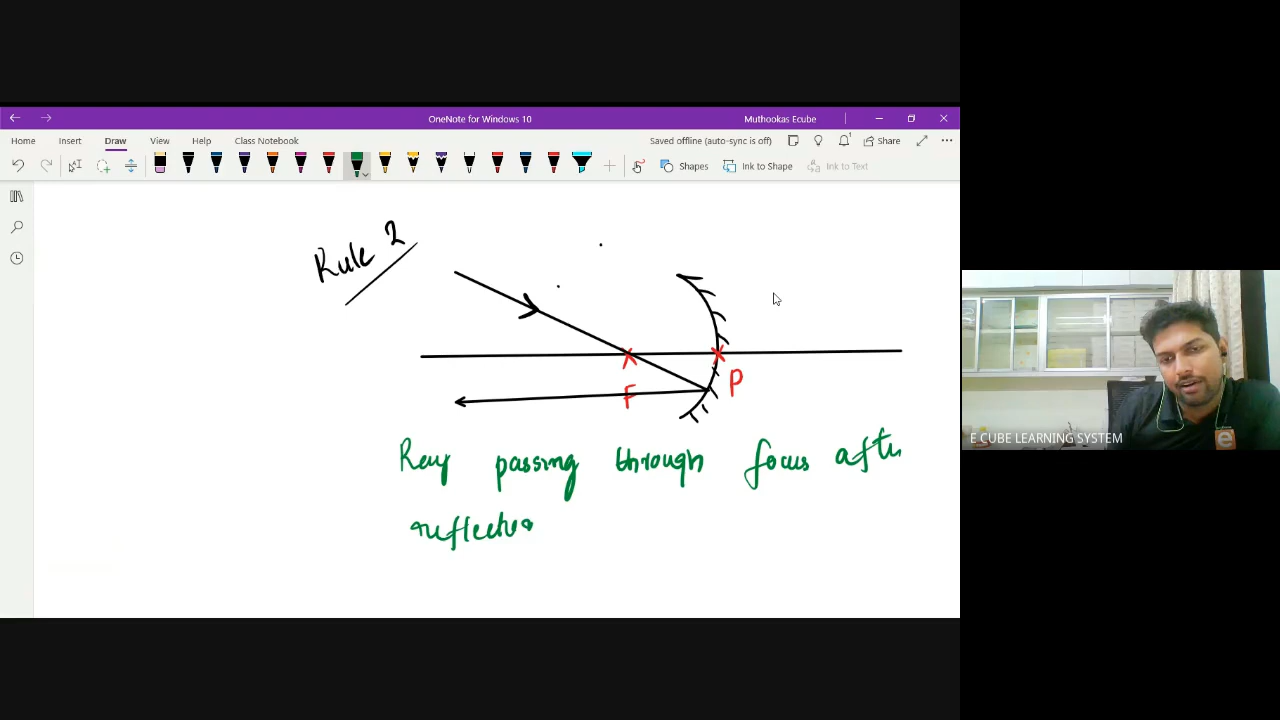 OneNote for Windows 10
Muthookas Ecube
Home Insert Draw View Help Class Notebook
Saved offline (auto-sync is off)
Share
Shapes
Ink to Shape
Ink to Text
Rule 2
F
P
Ray passing through focus after
reflection
E CUBE LEARNING SYSTEM
e